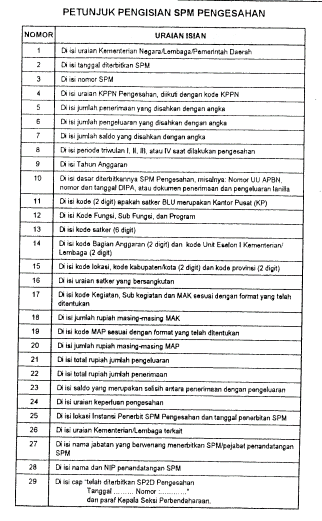 PETUNJUK PENGISIAN SPM PENGESAHAN
NOMOR URAIAN ISIAN
1 Di isi uraian Kementerian Negara/Lembaga/Pemerintah Daerah
2 Di isi tanggal diterbitkan SPM
3 Di isi nomor SPM
4 Di isi uraian KPPN Pengesahan, diikuti dengan kode KPPN
5 Di isi jumlah penerimaan yang disahkan dengan angka
6 Di isi jumlah pengeluaran yang disahkan dengan angka
7 Di isi jumlah saldo yang disahkan dengan angka
8 Di isi periode triwulan I, II, III, atau IV saat dilakukan pengesahan
9 Di isi Tahun Anggaran
10 Di isi dasar diterbitkannya SPM Pengesahan, misalnya: Nomor UU APBN,
nomor dan tanggal DIPA, atau dokumen penerimaan dan pengeluaran lainnya
11 Di isi kode (2 digit) apakah satker BLU merupakan Kantor Pusat (KP)
12 Di isi Kode Fungsi, Sub Fungsi, dan Program
13 Di isi kode satker (6 digit)
14 Di isi kode Bagian Anggaran (2 digit) dan kode Unit Eselon I Kementerian/
Lembaga (2 digit)
15 Di isi kode lokasi, kode kabupaten/kota (2 digit) dan kode provinsi (2 digit)
16 Di isi uraian satker yang bersangkutan
17 Di isi kode Kegiatan, Sub kegiatan dan MAK sesuai dengan format yang telah
ditentukan
18 Di isi jumlah rupiah masing-masing MAK
19 Di isi kode MAP sesuai dengan format yang telah ditentukan
20 Di isi jumlah rupiah masing-masing MAP
21 Di isi total rupiah jumlah pengeluaran
22 Di isi total rupiah jumlah penerimaan
23 Di isi saldo yang merupakan selisih antara penerimaan dengan pengeluaran
24 Di isi uraian keperluan pengesahan
25 Di isi lokasi Instansi Penerbit SPM Pengesahan dan tanggal penerbitan SPM
26 Di isi uraian Kementerian/Lembaga terkait
27 Di isi nama jabatan yang berwenang menerbitkan SPM/pejabat penandatangan
SPM
28 Di isi nama dan NIP penandatangan SPM
29 Di isi cap "telah diterbitkan SP2D Pengesahan
Tanggal .......... Nomor :............."
dan paraf Kepala Seksi Perbendaharaan.